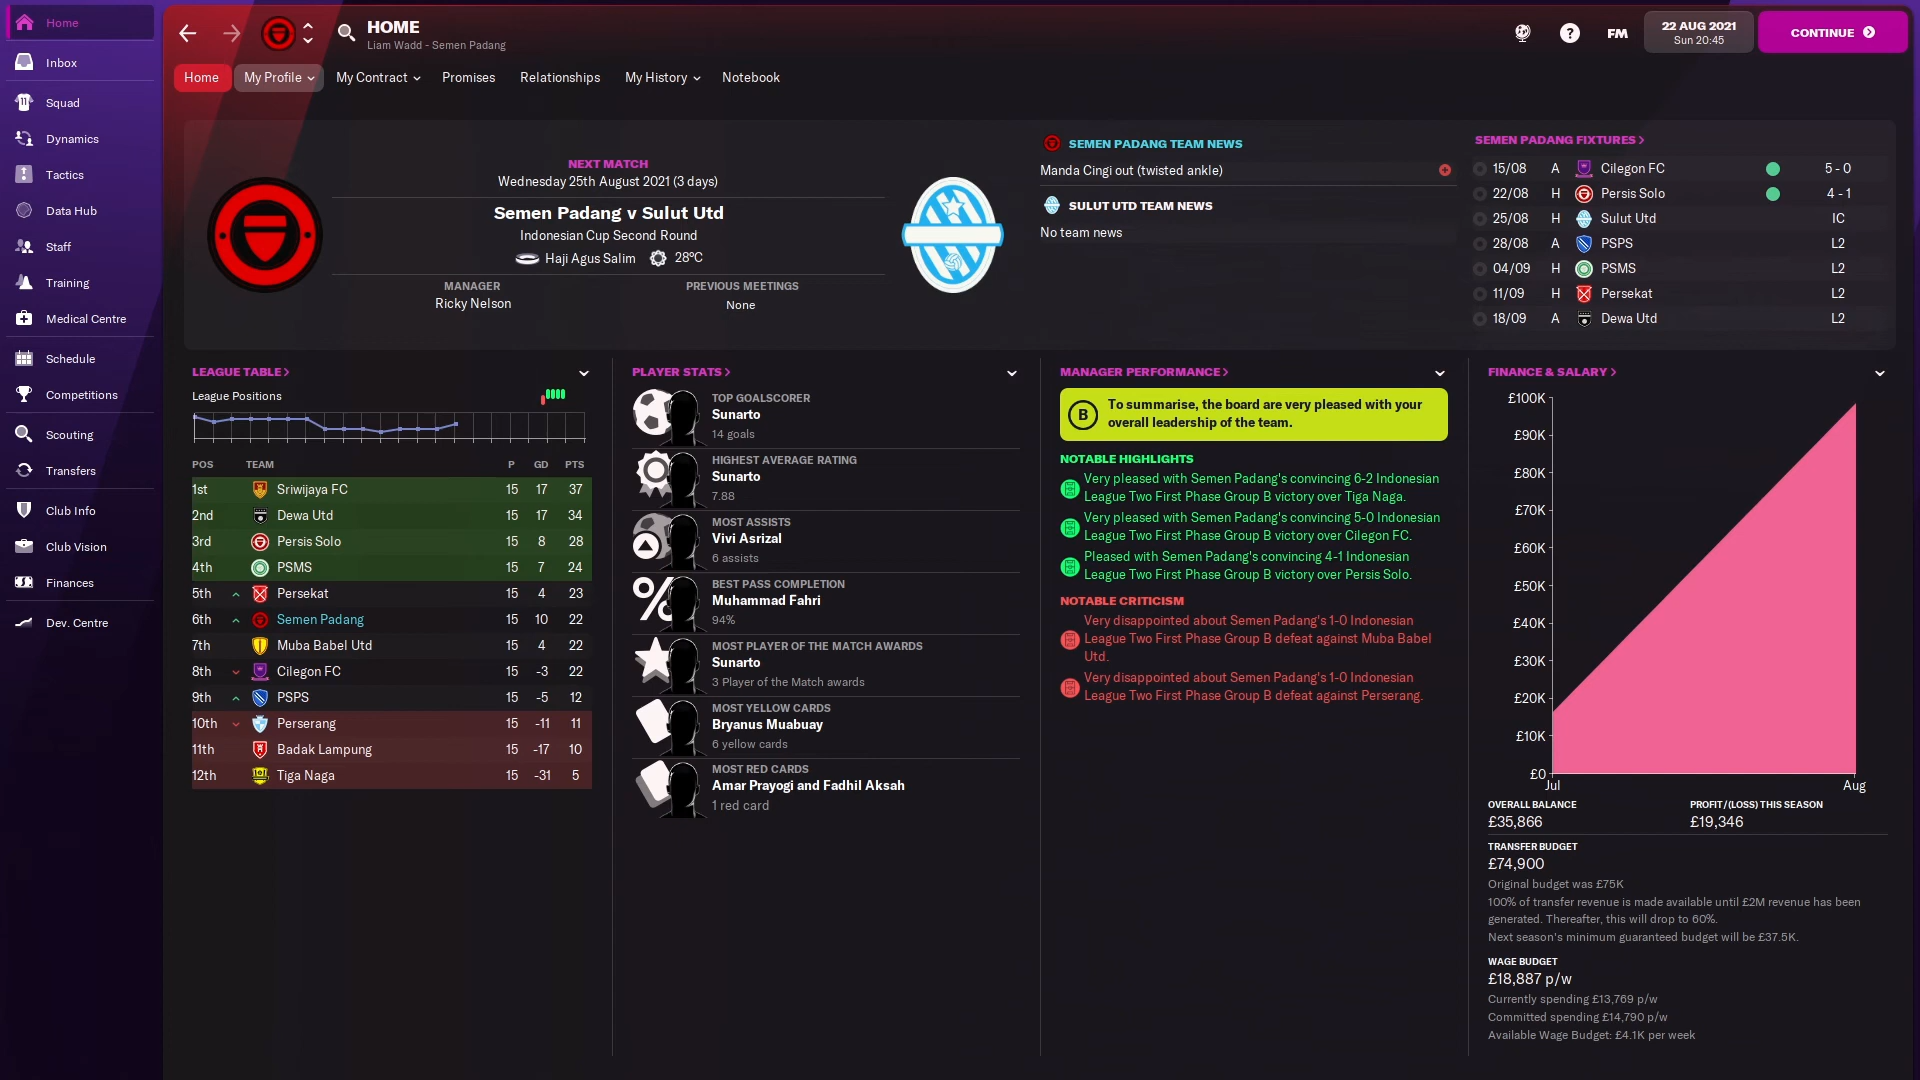 Home
Inbox
Squad
Dynamics
Tactics
Data Hub
Staff
Training
Medical Centre
Schedule
Competitions
Scouting
Transfers
Club Info
Club Vision
Finances
Dev. Centre
HOME
Liam Wadd - Semen Padang
FM
22 AUG 2021
Sun 20:45
CONTINUE
Home My Profile My Contract Promises Relationships My History Notebook
NEXT MATCH
Wednesday 25th August 2021 (3 days)
Semen Padang v Sulut Utd
Indonesian Cup Second Round
Haji Agus Salim 28°C
MANAGER
Ricky Nelson
PREVIOUS MEETINGS
None
SEMEN PADANG TEAM NEWS
Manda Cingi out (twisted ankle)
SULUT UTD TEAM NEWS
No team news
SEMEN PADANG FIXTURES >
15/08 A Cilegon FC 5 - 0
22/08 H Persis Solo 4 - 1
25/08 H Sulut Utd IC
28/08 A PSPS L2
04/09 H PSMS L2
11/09 H Persekat L2
18/09 A Dewa Utd L2
LEAGUE TABLE >
League Positions
POS TEAM P GD PTS
1st Sriwijaya FC 15 17 37
2nd Dewa Utd 15 17 34
3rd Persis Solo 15 8 28
4th PSMS 15 7 24
5th Persekat 15 4 23
6th Semen Padang 15 10 22
7th Muba Babel Utd 15 4 22
8th Cilegon FC 15 -3 22
9th PSPS 15 -5 12
10th Perserang 15 -11 11
11th Badak Lampung 15 -17 10
12th Tiga Naga 15 -31 5
PLAYER STATS >
TOP GOALSCORER
Sunarto
14 goals
HIGHEST AVERAGE RATING
Sunarto
7.88
MOST ASSISTS
Vivi Asrizal
6 assists
BEST PASS COMPLETION
Muhammad Fahri
94%
MOST PLAYER OF THE MATCH AWARDS
Sunarto
3 Player of the Match awards
MOST YELLOW CARDS
Bryanus Muabuay
6 yellow cards
MOST RED CARDS
Amar Prayogi and Fadhil Aksah
1 red card
MANAGER PERFORMANCE >
B
To summarise, the board are very pleased with your
overall leadership of the team.
NOTABLE HIGHLIGHTS
Very pleased with Semen Padang's convincing 6-2 Indonesian
League Two First Phase Group B victory over Tiga Naga.
Very pleased with Semen Padang's convincing 5-0 Indonesian
League Two First Phase Group B victory over Cilegon FC.
Pleased with Semen Padang's convincing 4-1 Indonesian
League Two First Phase Group B victory over Persis Solo.
NOTABLE CRITICISM
Very disappointed about Semen Padang's 1-0 Indonesian
League Two First Phase Group B defeat against Muba Babel
Utd.
Very disappointed about Semen Padang's 1-0 Indonesian
League Two First Phase Group B defeat against Perserang.
FINANCE & SALARY >
£100K
£90K
£80K
£70K
£60K
£50K
£40K
£30K
£20K
£10K
£0
Jul Aug
OVERALL BALANCE
£35,866
PROFIT/(LOSS) THIS SEASON
£19,346
TRANSFER BUDGET
£74,900
Original budget was £75K
100% of transfer revenue is made available until £2M revenue has been
generated. Thereafter, this will drop to 60%.
Next season's minimum guaranteed budget will be £37.5K.
WAGE BUDGET
£18,887 p/w
Currently spending £13,769 p/w
Committed spending £14,790 p/w
Available Wage Budget: £4.1K per week